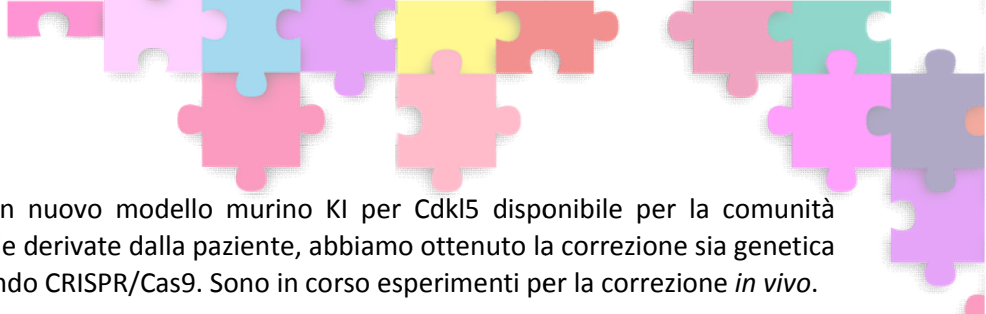 n nuovo modello murino KI per Cdkl5 disponibile per la comunità
e derivate dalla paziente, abbiamo ottenuto la correzione sia genetica
ndo CRISPR/Cas9. Sono in corso esperimenti per la correzione in vivo.